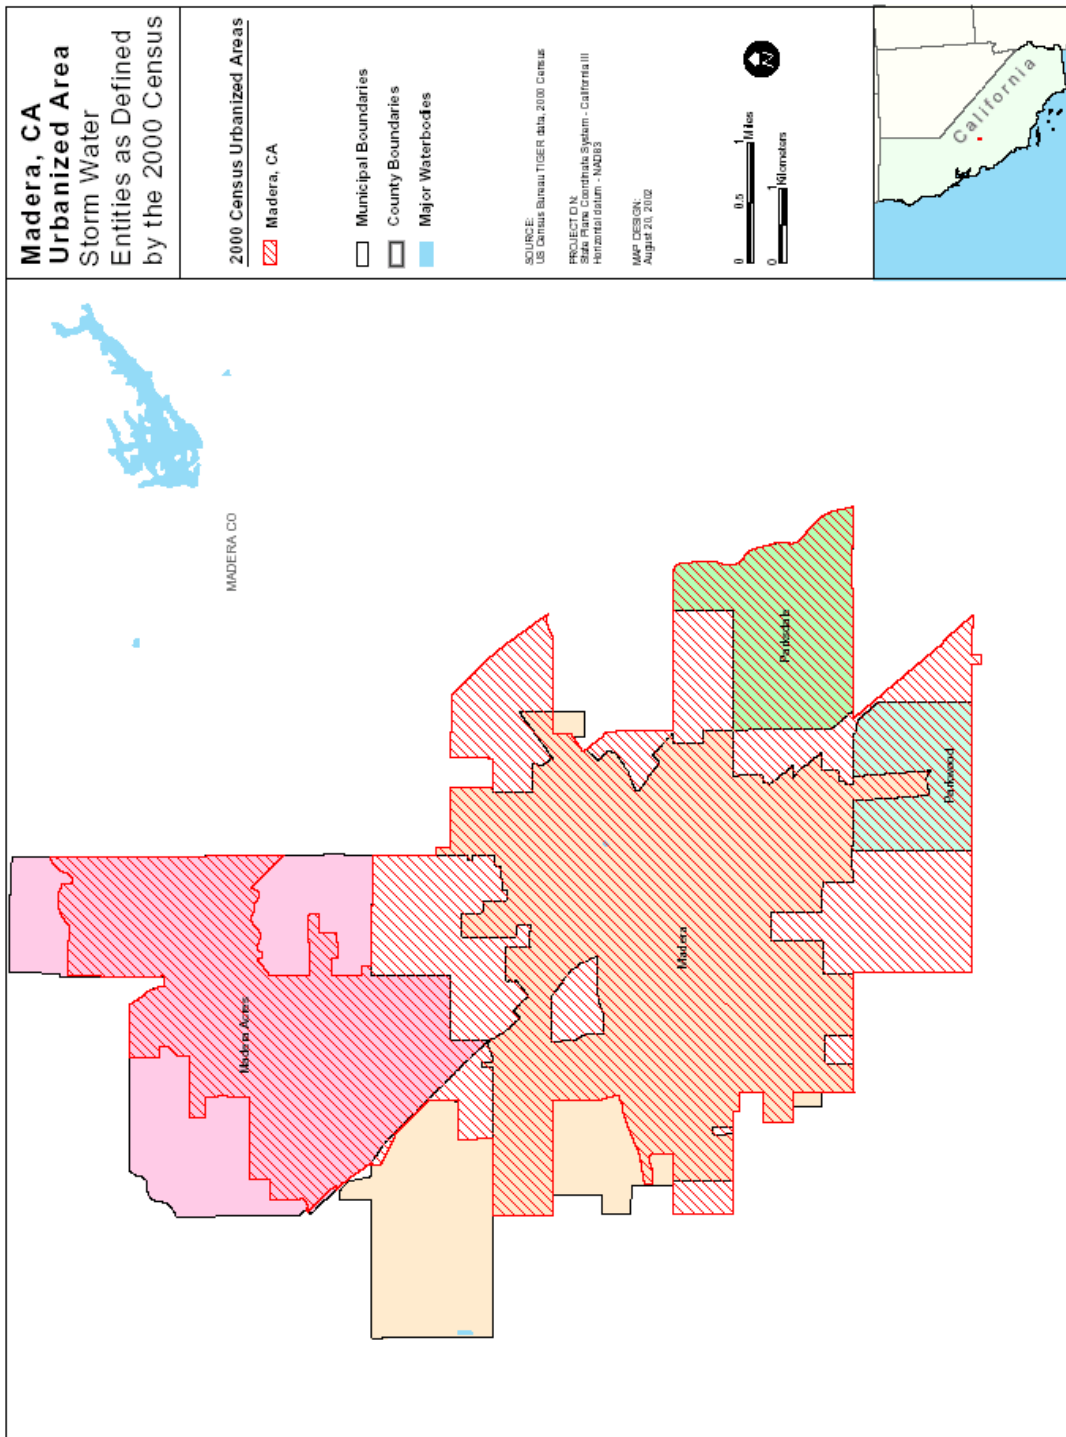 Madera, CA
Urbanized Area
Storm Water
Entities as Defined
by the 2000 Census
2000 Census Urbanized Areas
Madera, CA
Municipal Boundaries
County Boundaries
Major Waterbodies
SOURCE:
US Census Bureau TIGER data, 2000 Census
PROJECTION:
State Plane Coordinate System - California III
Horizontal datum - NAD83
MAP DESIGN:
August 20, 2002
0 0.5 1
Miles
0 1
Kilometers
N
California
MADERA CO
Madera Acres
Madera
Parksdale
Parkwood